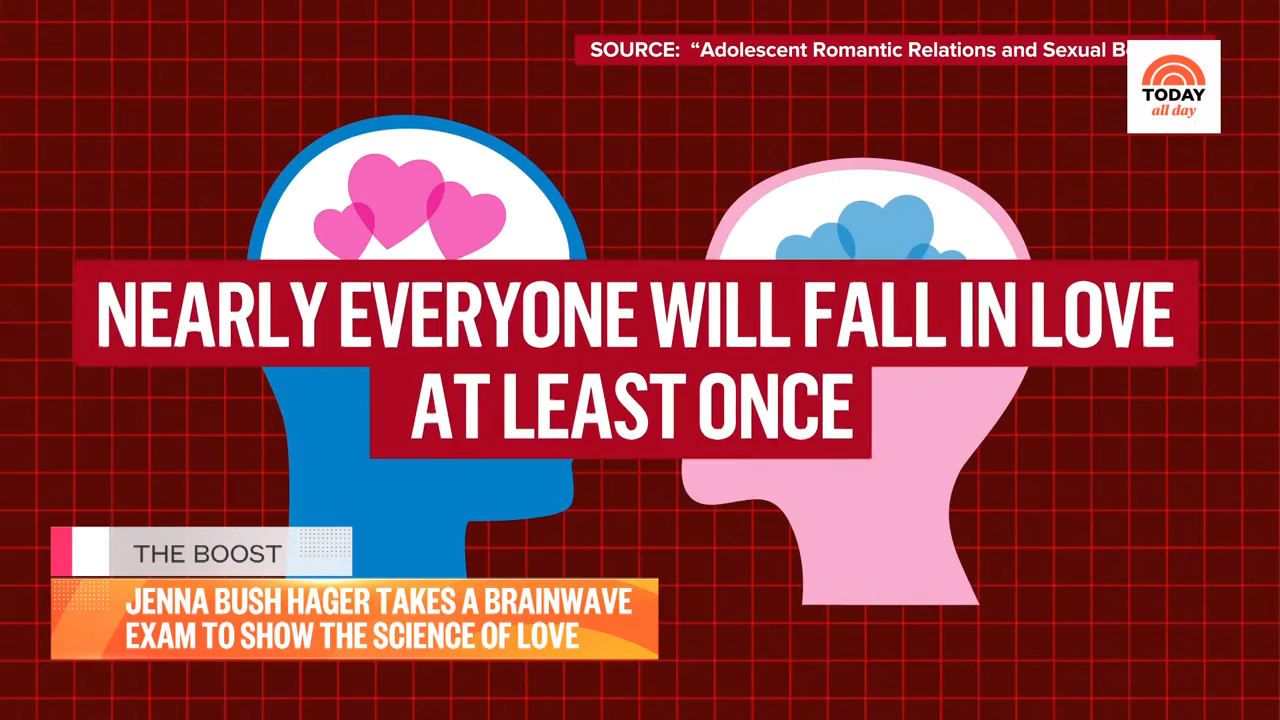 SOURCE: “Adolescent Romantic Relations and Sexual
TODAY
all day
NEARLY EVERYONE WILL FALL IN LOVE
AT LEAST ONCE
THE BOOST
JENNA BUSH HAGER TAKES A BRAINWAVE
EXAM TO SHOW THE SCIENCE OF LOVE